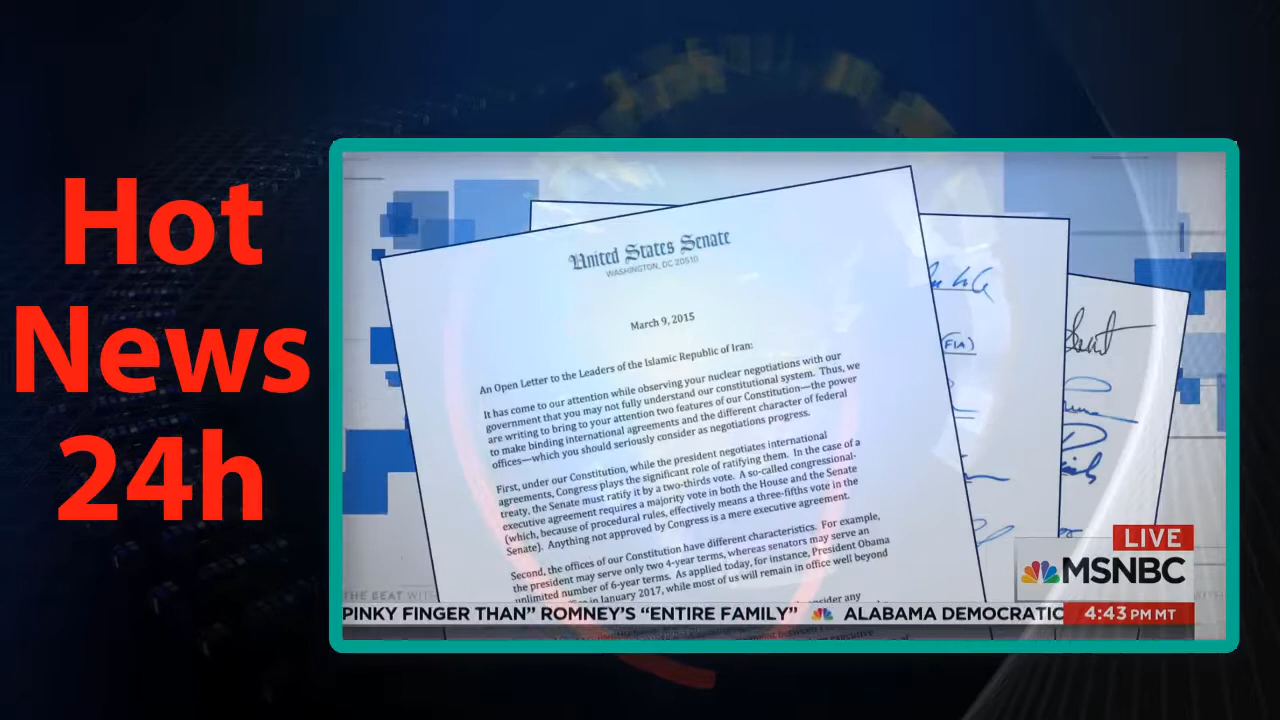 Hot
News
24h
United States Senate
WASHINGTON, DC 20510
March 9, 2015
An Open Letter to the Leaders of the Islamic Republic of Iran:
It has come to our attention while observing your nuclear negotiations with our
government that you may not fully understand our constitutional system. Thus, we
are writing to bring to your attention two features of our Constitution—the power
to make binding international agreements and the different character of federal
offices—which you should seriously consider as negotiations progress.
First, under our Constitution, while the president negotiates international
agreements, Congress plays the significant role of ratifying them. In the case of a
treaty, the Senate must ratify it by a two-thirds vote. A so-called congressional-
executive agreement requires a majority vote in both the House and the Senate
(which, because of procedural rules, effectively means a three-fifths vote in the
Senate). Anything not approved by Congress is a mere executive agreement.
Second, the offices of our Constitution have different characteristics. For example,
the president may serve only two 4-year terms, whereas senators may serve an
unlimited number of 6-year terms. As applied today, for instance, President Obama
in January 2017, while most of us will remain in office well beyond
any
(FIA)
LIVE
MSNBC
THE BEAT WITH
PINKY FINGER THAN" ROMNEY'S "ENTIRE FAMILY" ALABAMA DEMOCRATIC
4:43 PM MT